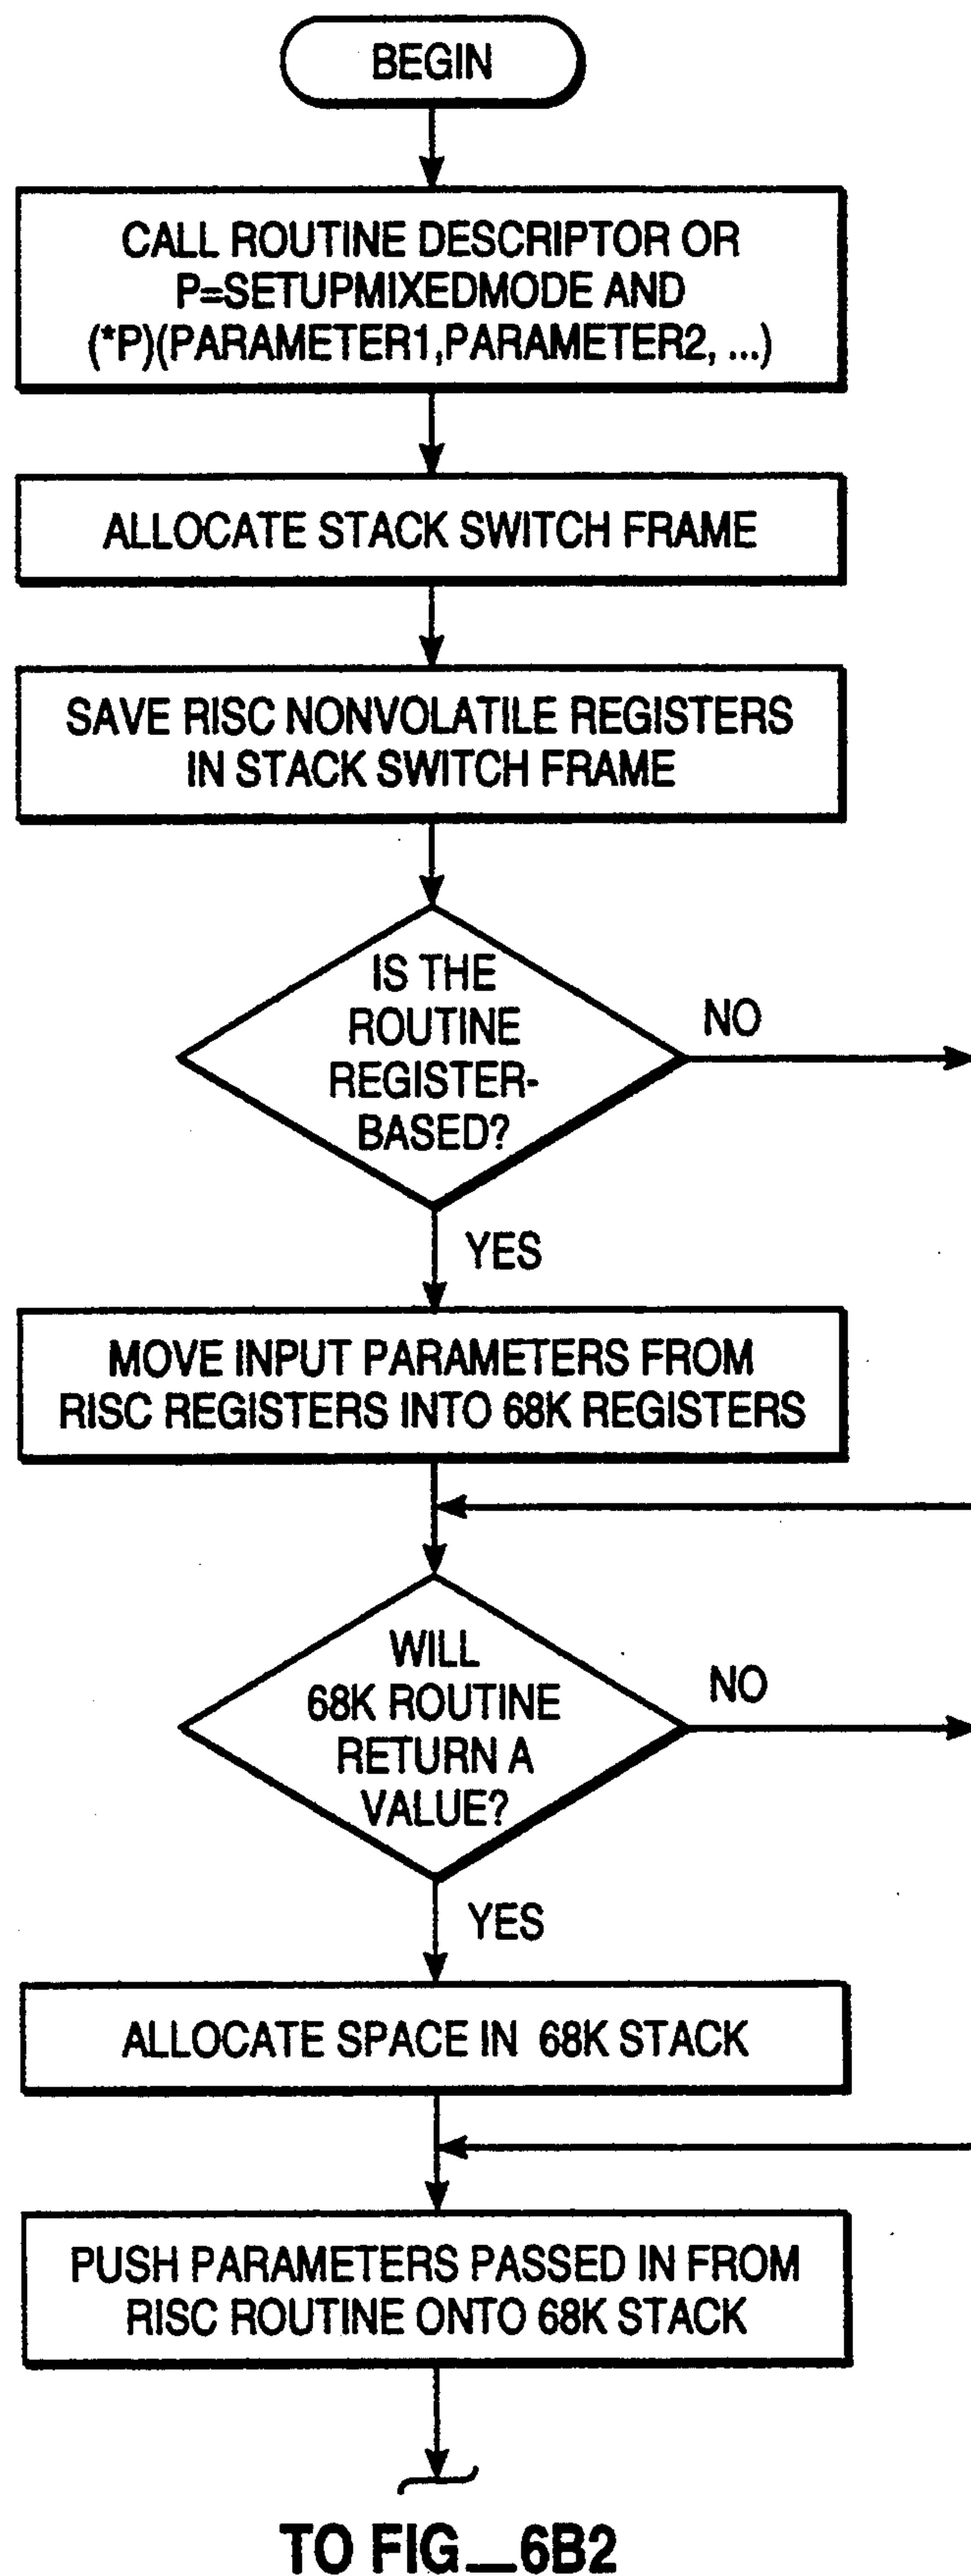 BEGIN
CALL ROUTINE DESCRIPTOR OR
P=SETUPMIXEDMODE AND
(*P)(PARAMETER1,PARAMETER2, ...)
ALLOCATE STACK SWITCH FRAME
SAVE RISC NONVOLATILE REGISTERS
IN STACK SWITCH FRAME
IS THE
ROUTINE
REGISTER-
BASED?
NO
YES
MOVE INPUT PARAMETERS FROM
RISC REGISTERS INTO 68K REGISTERS
WILL
68K ROUTINE
RETURN A
VALUE?
NO
YES
ALLOCATE SPACE IN 68K STACK
PUSH PARAMETERS PASSED IN FROM
RISC ROUTINE ONTO 68K STACK
TO FIG_6B2